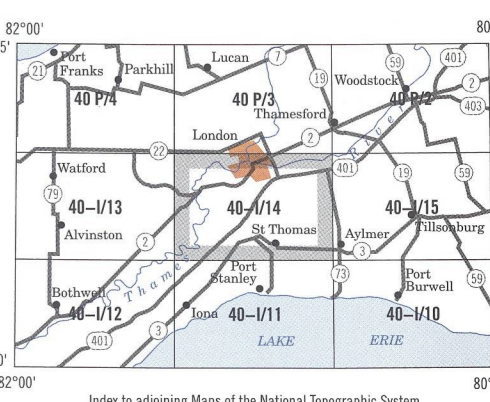 82°00'
80
5'
Port
Franks
Parkhill
Lucan
7
59
401
21
19
Woodstock
2
40 P/4
40 P/3
40 P/2
403
Thamesford
London
2
River
22
401
Watford
19
59
79
40-I/13
40-I/14
40-I/15
Tillsonburg
Alvinston
2
St Thomas
Aylmer
3
Thames
Port
Stanley
73
Port
Burwell
59
Bothwell
40-I/12
Iona
40-I/11
40-I/10
401
3
LAKE
ERIE
0'
82°00'
80°
Index to adjoining Maps of the National Topographic System